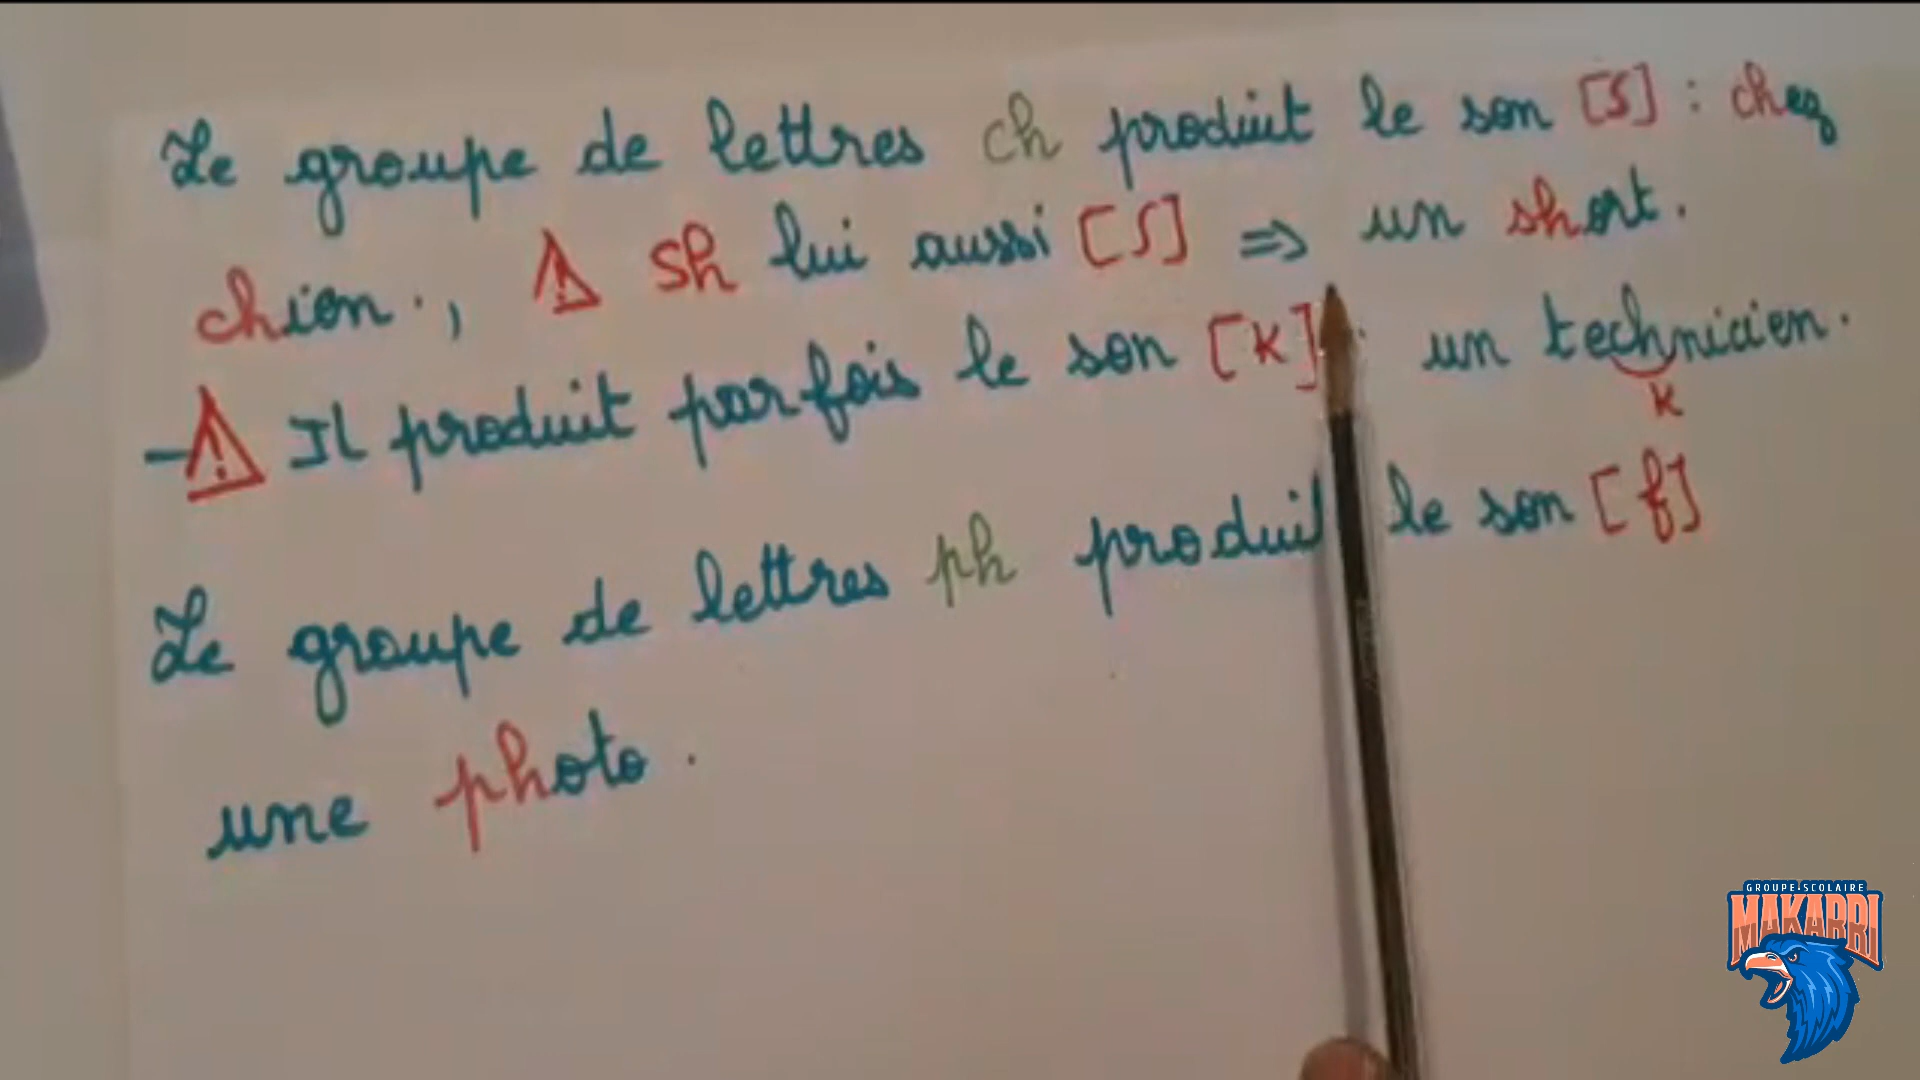 Le groupe de lettres ch produit le son [ʃ] : chez
chien ., ⚠ Sh lui aussi [ʃ] ⇒ un short.
-⚠ Il produit parfois le son [K] : un technicien.
K
Le groupe de lettres ph produit le son [f]
une photo .
GROUPE SCOLAIRE
MAKARRI